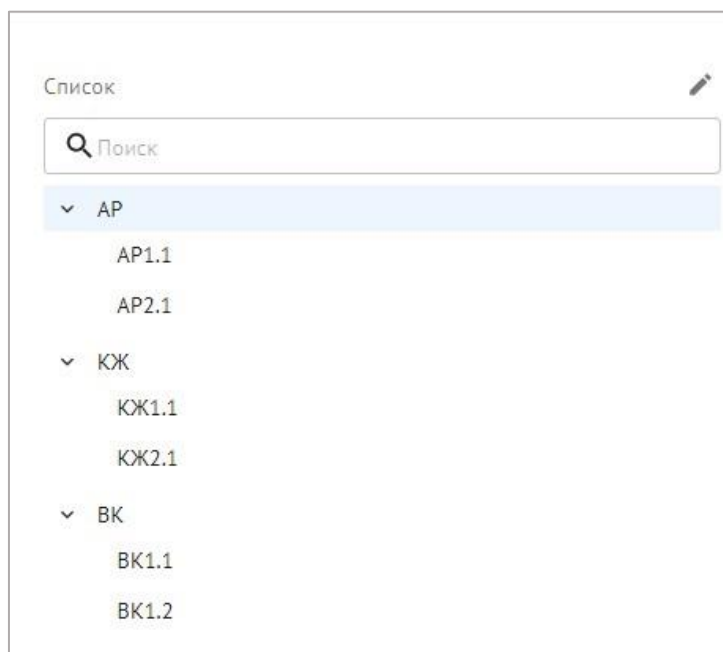 Список
Поиск
АР
АР1.1
АР2.1
КЖ
КЖ1.1
КЖ2.1
ВК
ВК1.1
ВК1.2